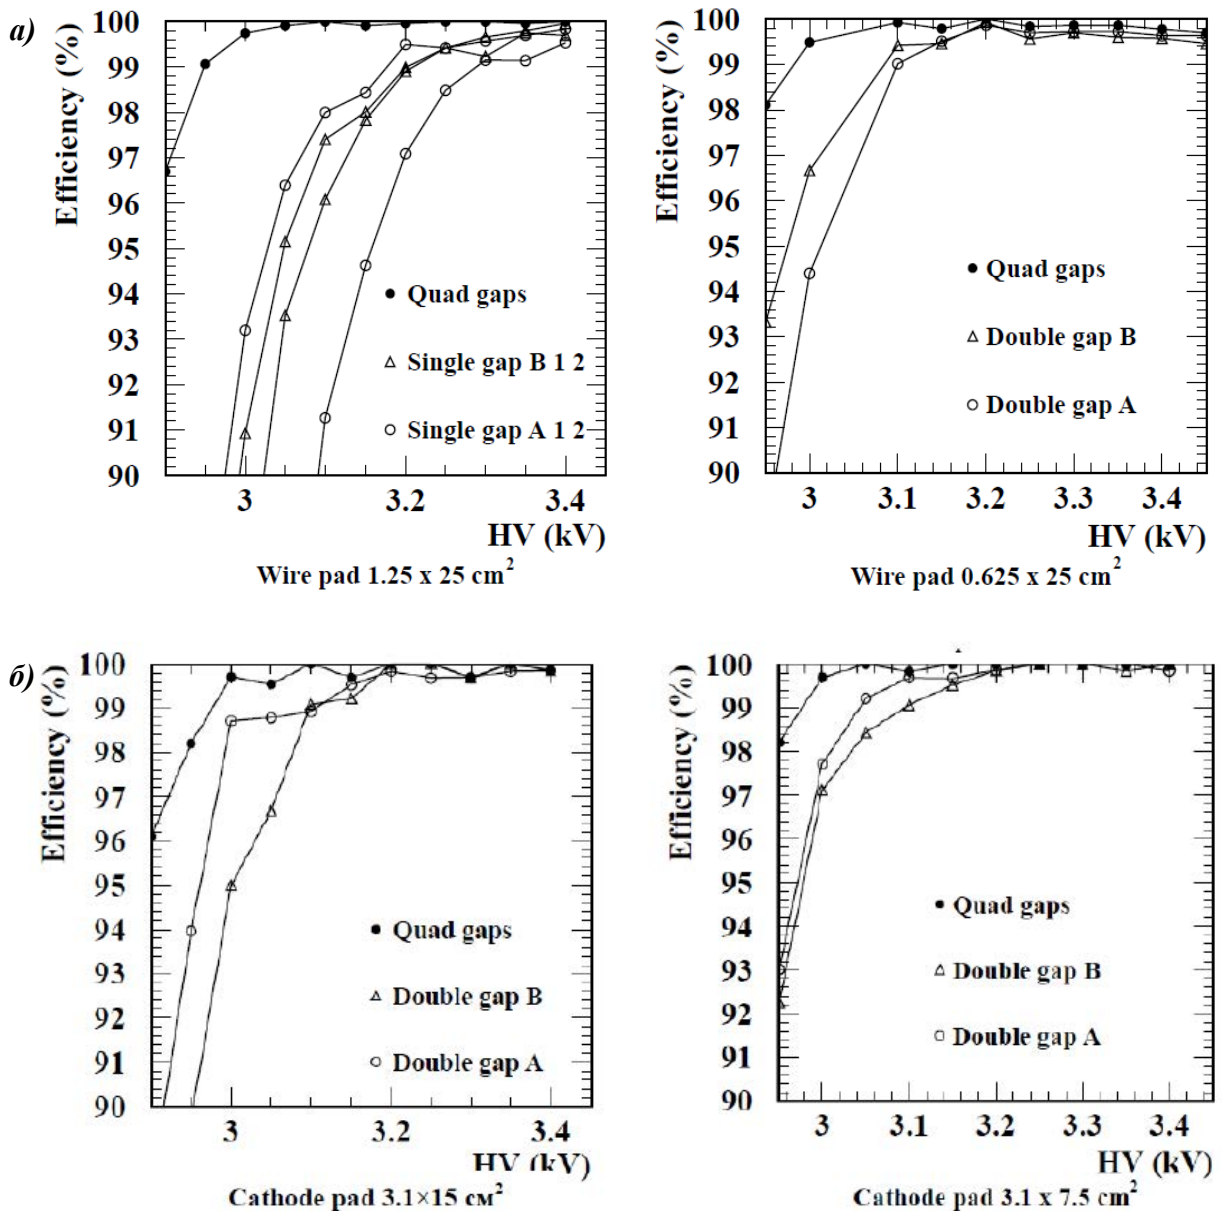 а)
Efficiency (%)
100
99
98
97
96
95
94
93
92
91
90
Quad gaps
Single gap B 1 2
Single gap A 1 2
3
3.2
3.4
HV (kV)
Wire pad 1.25 x 25 cm²
Efficiency (%)
100
99
98
97
96
95
94
93
92
91
90
Quad gaps
Double gap B
Double gap A
3
3.1
3.2
3.3
3.4
HV (kV)
Wire pad 0.625 x 25 cm²
б)
Efficiency (%)
100
99
98
97
96
95
94
93
92
91
90
Quad gaps
Double gap B
Double gap A
3
3.2
3.4
HV (kV)
Cathode pad 3.1×15 см²
Efficiency (%)
100
99
98
97
96
95
94
93
92
91
90
Quad gaps
Double gap B
Double gap A
3
3.1
3.2
3.3
3.4
HV (kV)
Cathode pad 3.1 x 7.5 cm²